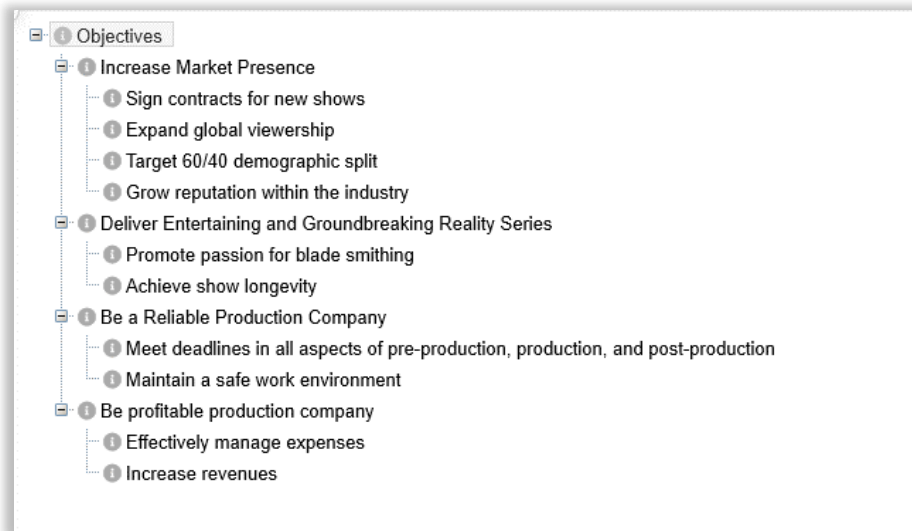 Objectives
Increase Market Presence
Sign contracts for new shows
Expand global viewership
Target 60/40 demographic split
Grow reputation within the industry
Deliver Entertaining and Groundbreaking Reality Series
Promote passion for blade smithing
Achieve show longevity
Be a Reliable Production Company
Meet deadlines in all aspects of pre-production, production, and post-production
Maintain a safe work environment
Be profitable production company
Effectively manage expenses
Increase revenues